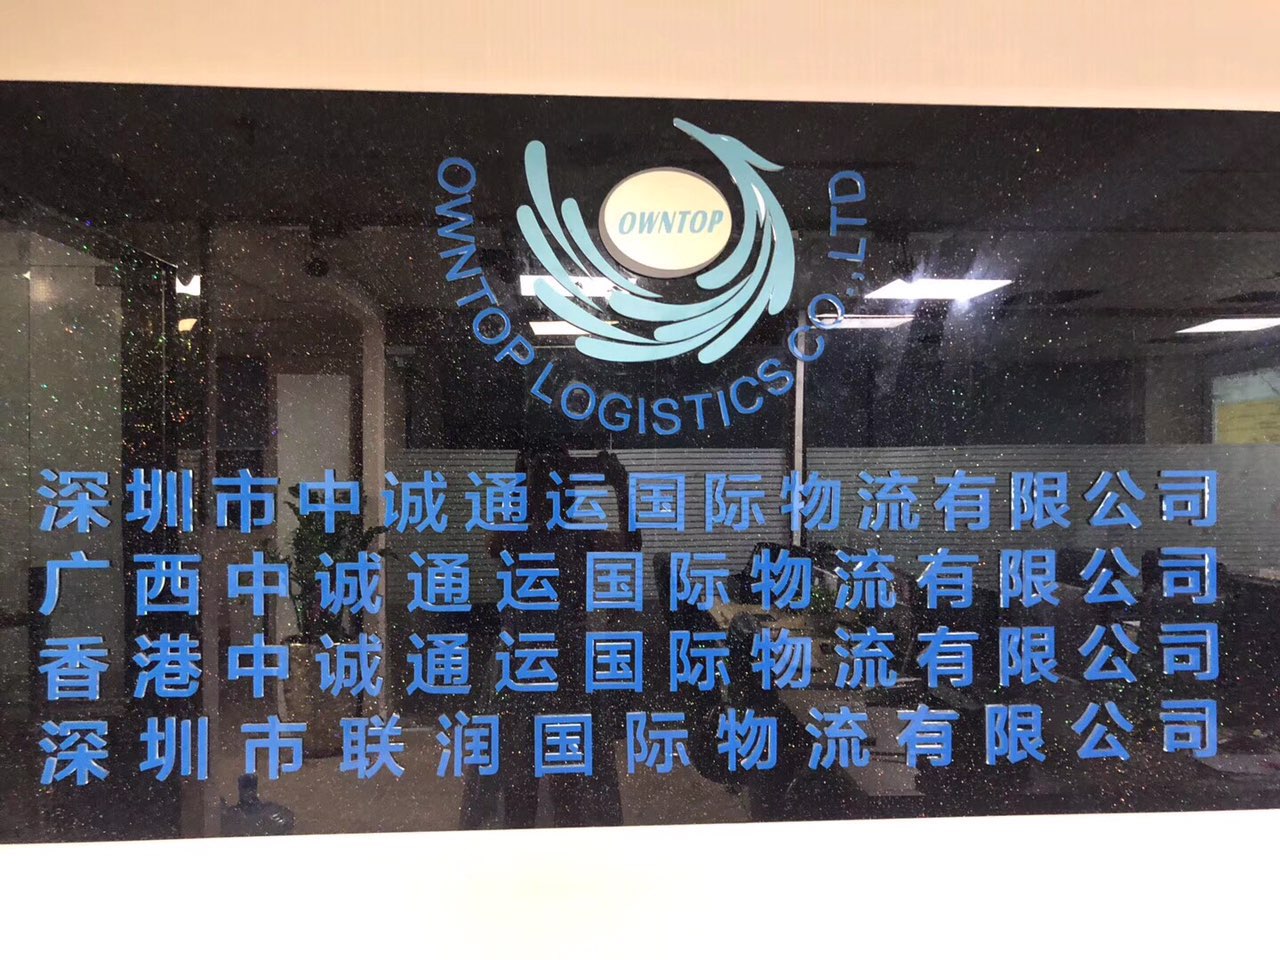 OWNTOP
OWNTOP LOGISTICS CO.,LTD
深圳市中诚通运国际物流有限公司
广西中诚通运国际物流有限公司
香港中诚通运国际物流有限公司
深圳市联润国际物流有限公司